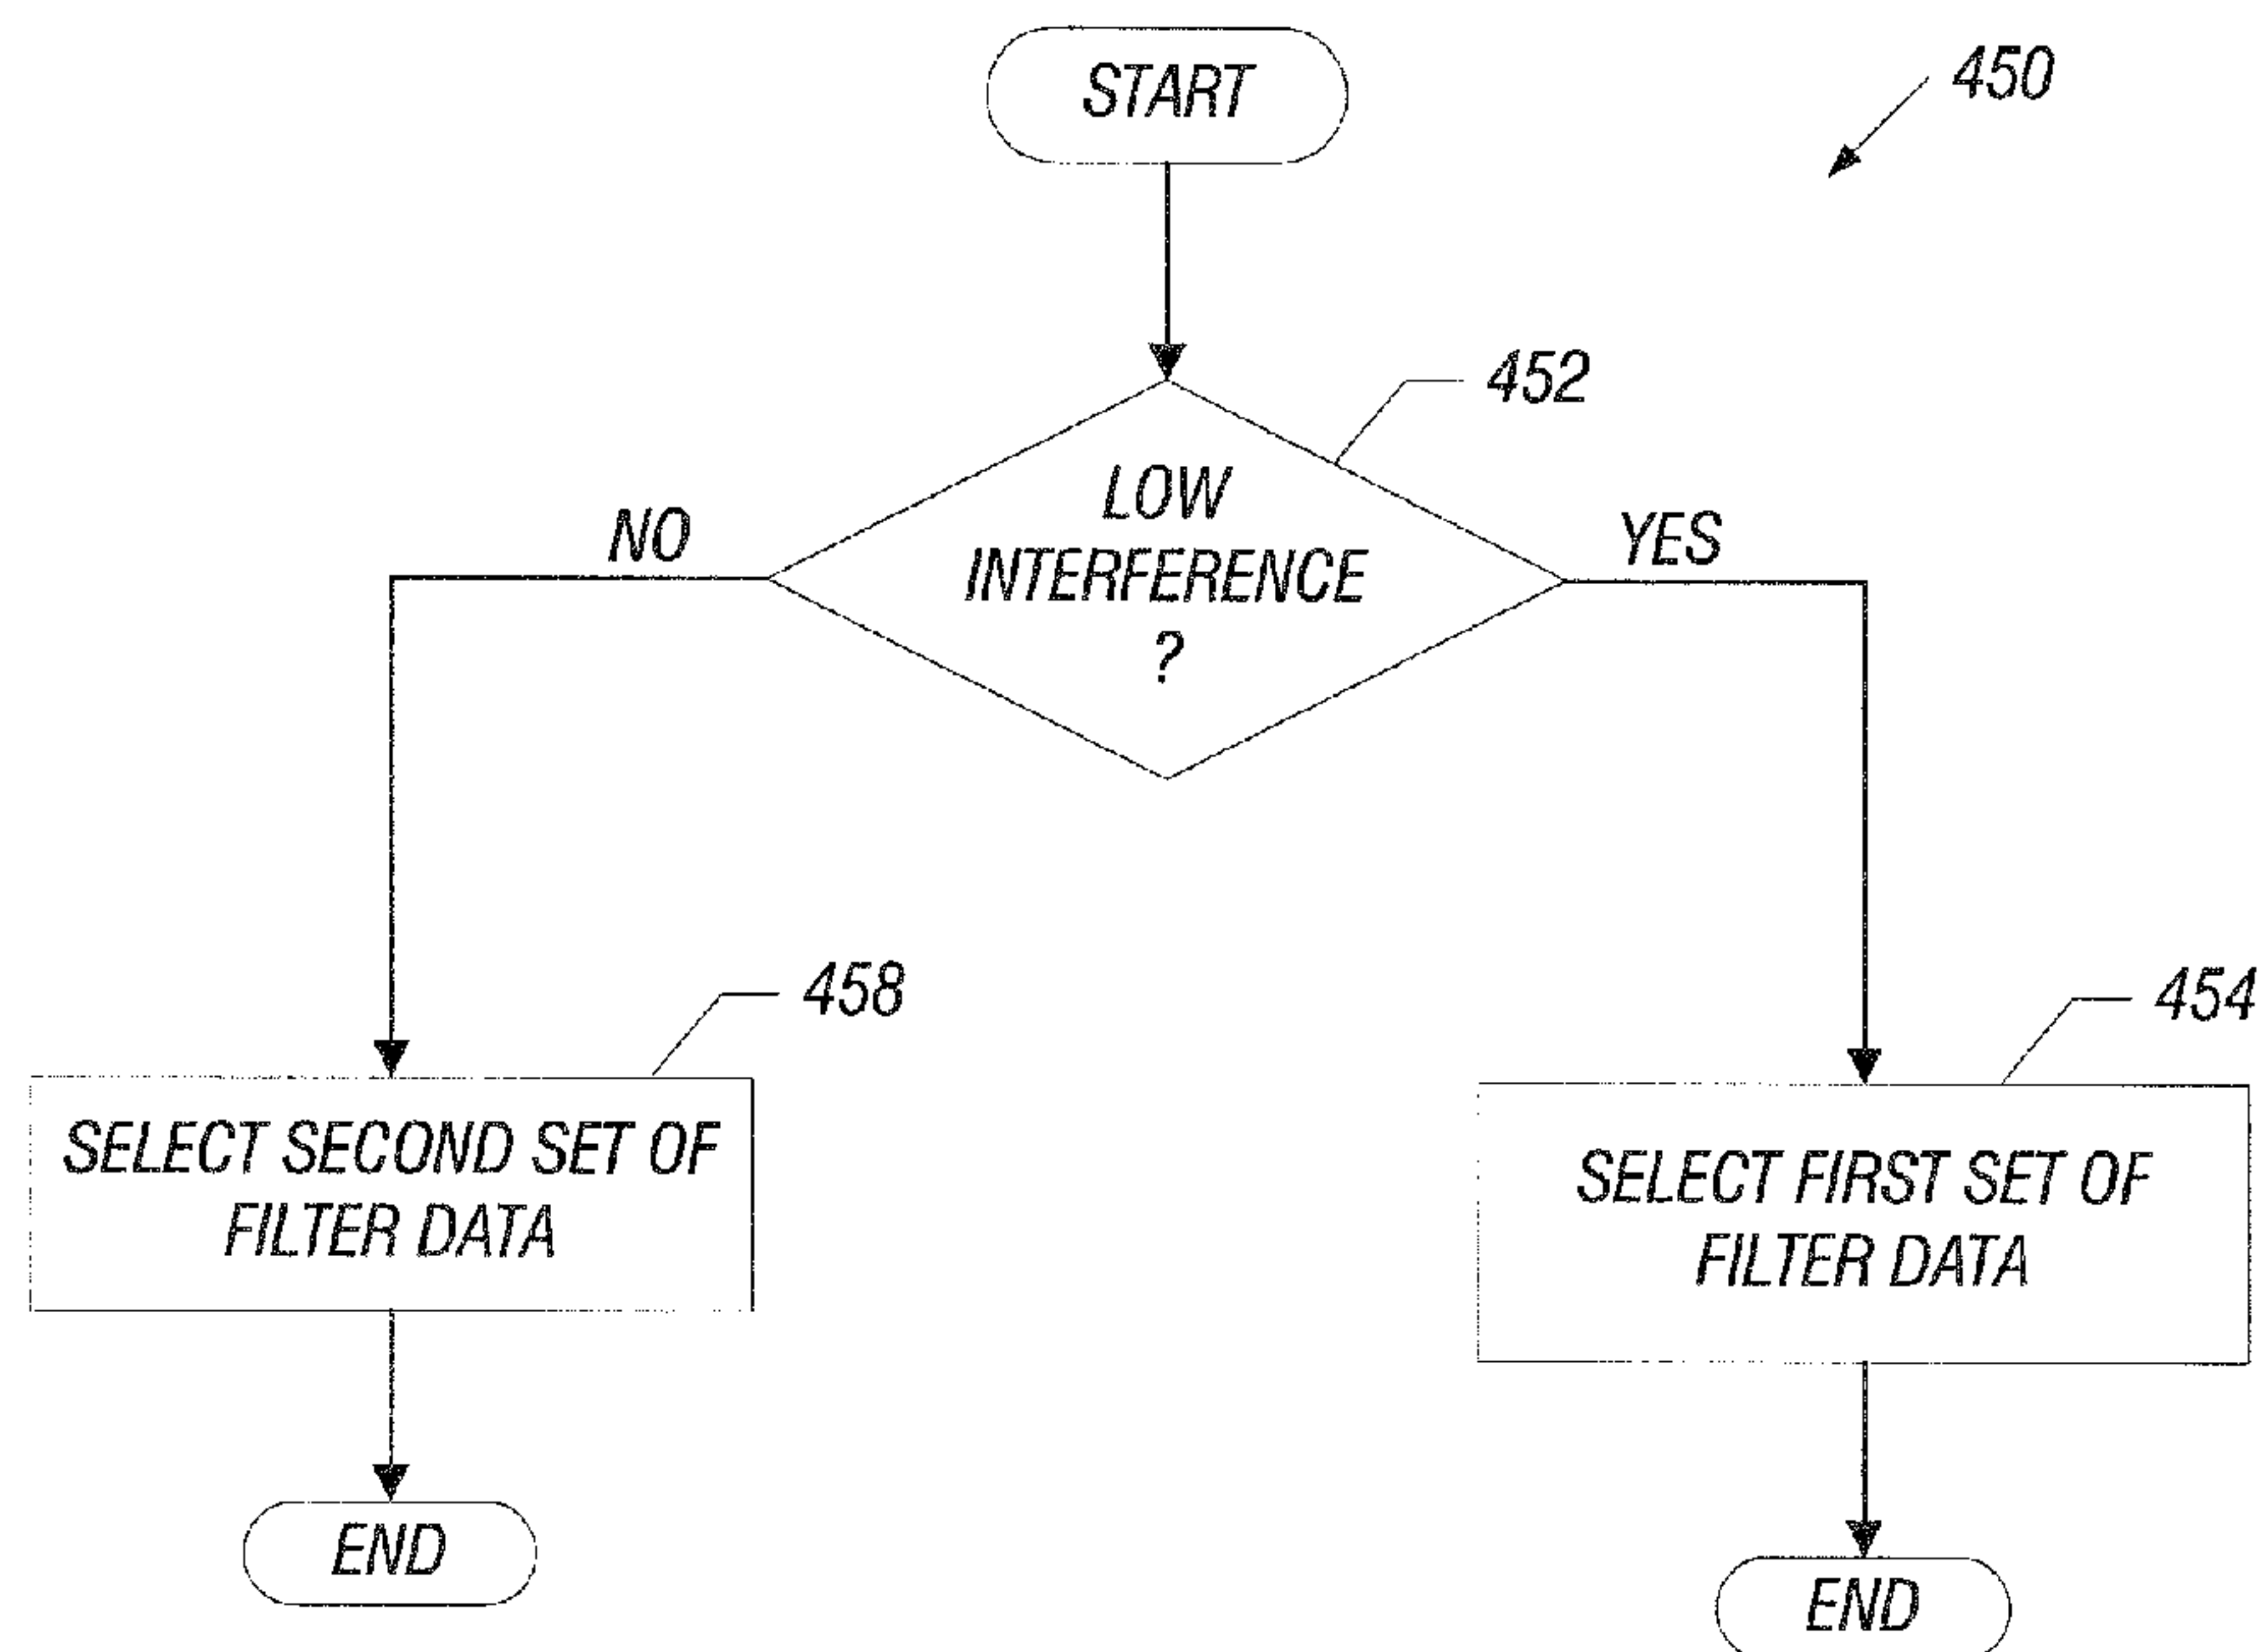 START
450
452
LOW
INTERFERENCE
?
NO
YES
458
454
SELECT SECOND SET OF
FILTER DATA
SELECT FIRST SET OF
FILTER DATA
END
END